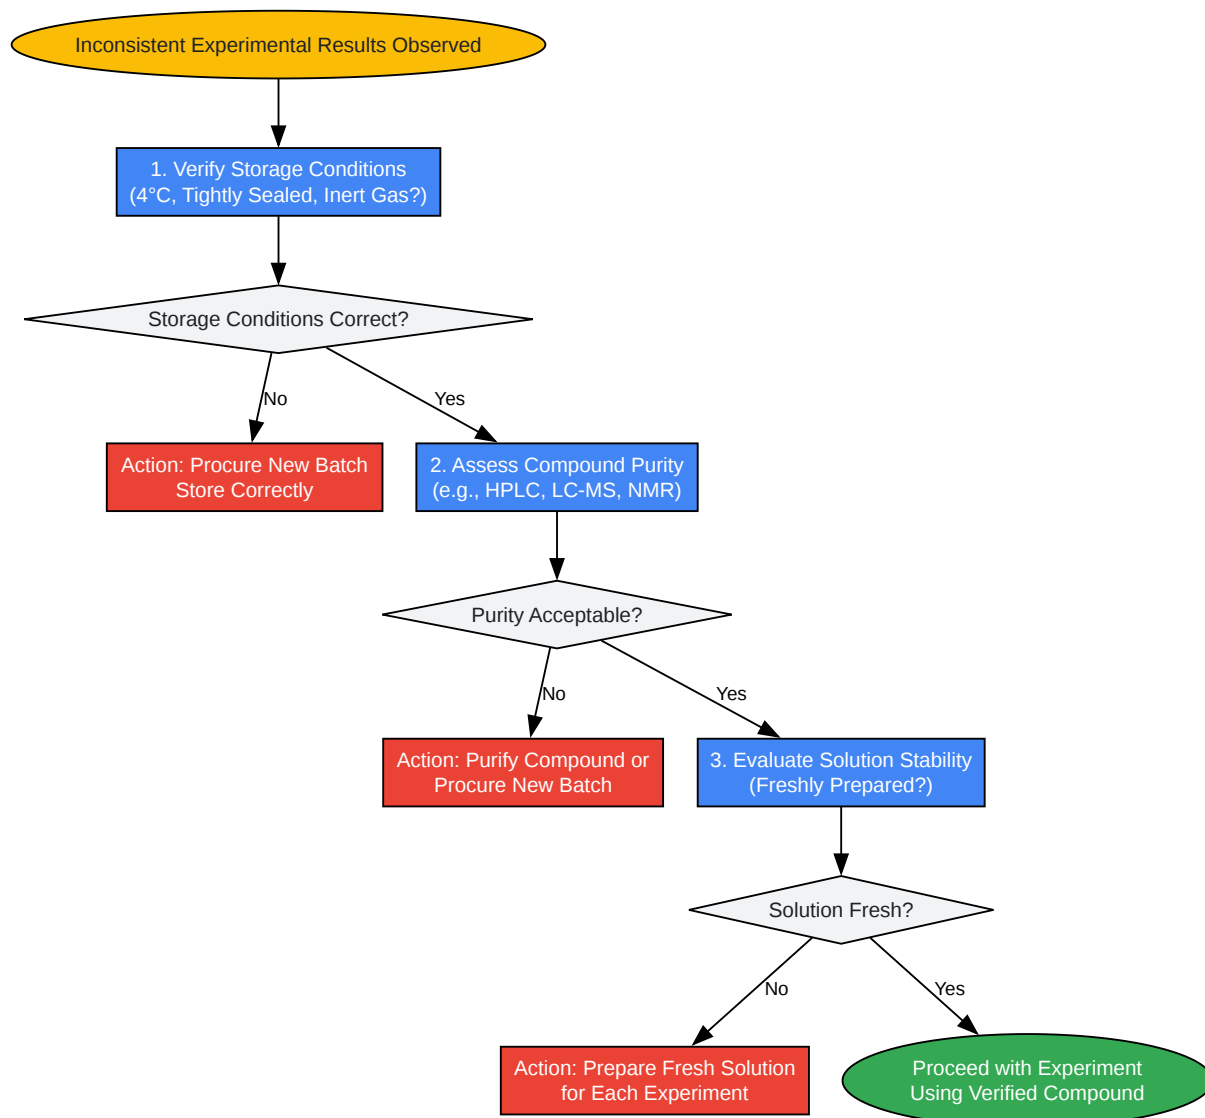 Inconsistent Experimental Results Observed
1. Verify Storage Conditions
(4°C, Tightly Sealed, Inert Gas?)
Storage Conditions Correct?
No
Yes
Action: Procure New Batch
Store Correctly
2. Assess Compound Purity
(e.g., HPLC, LC-MS, NMR)
Purity Acceptable?
No
Yes
Action: Purify Compound or
Procure New Batch
3. Evaluate Solution Stability
(Freshly Prepared?)
Solution Fresh?
No
Yes
Action: Prepare Fresh Solution
for Each Experiment
Proceed with Experiment
Using Verified Compound